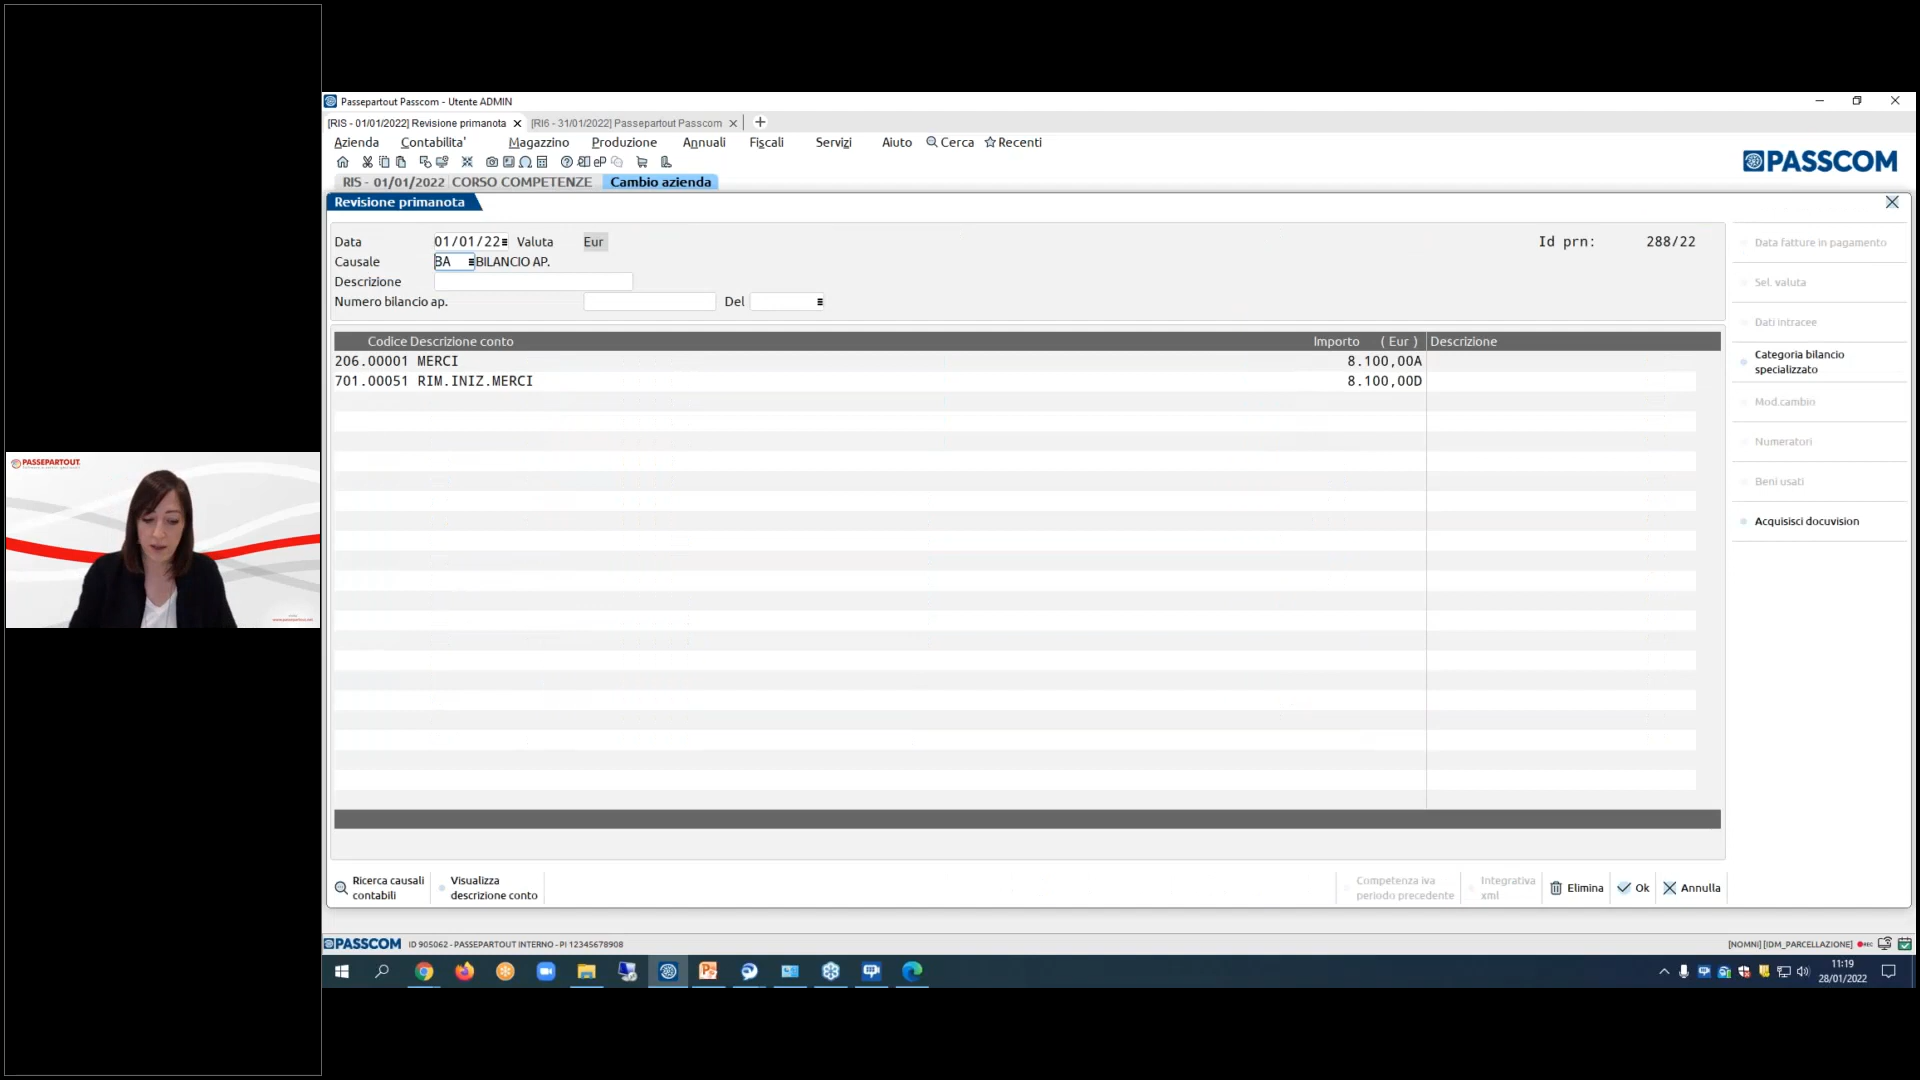 Passepartout Passcom - Utente ADMIN
[RIS - 01/01/2022] Revisione primanota
[RI6 - 31/01/2022] Passepartout Passcom
Azienda Contabilita' Magazzino Produzione Annuali Fiscali Servizi Aiuto Cerca Recenti
PASSCOM
RIS - 01/01/2022 CORSO COMPETENZE Cambio azienda
Revisione primanota
Data 01/01/22 Valuta Eur
Id prn: 288/22
Causale BA BILANCIO AP.
Descrizione
Numero bilancio ap. Del
Codice Descrizione conto Importo ( Eur ) Descrizione
206.00001 MERCI 8.100,00A
701.00051 RIM.INIZ.MERCI 8.100,00D
Data fatture in pagamento
Sel. valuta
Dati intracee
Categoria bilancio
specializzato
Mod.cambio
Numeratori
Beni usati
Acquisisci docuvision
PASSEPARTOUT
Ricerca causali
contabili
Visualizza
descrizione conto
Competenza iva
periodo precedente
Integrativa
xml
Elimina
Ok
Annulla
PASSCOM ID 905062 - PASSEPARTOUT INTERNO - PI 12345678908
[NOMNI] [IDM_PARCELLAZIONE] REC
11:19
28/01/2022